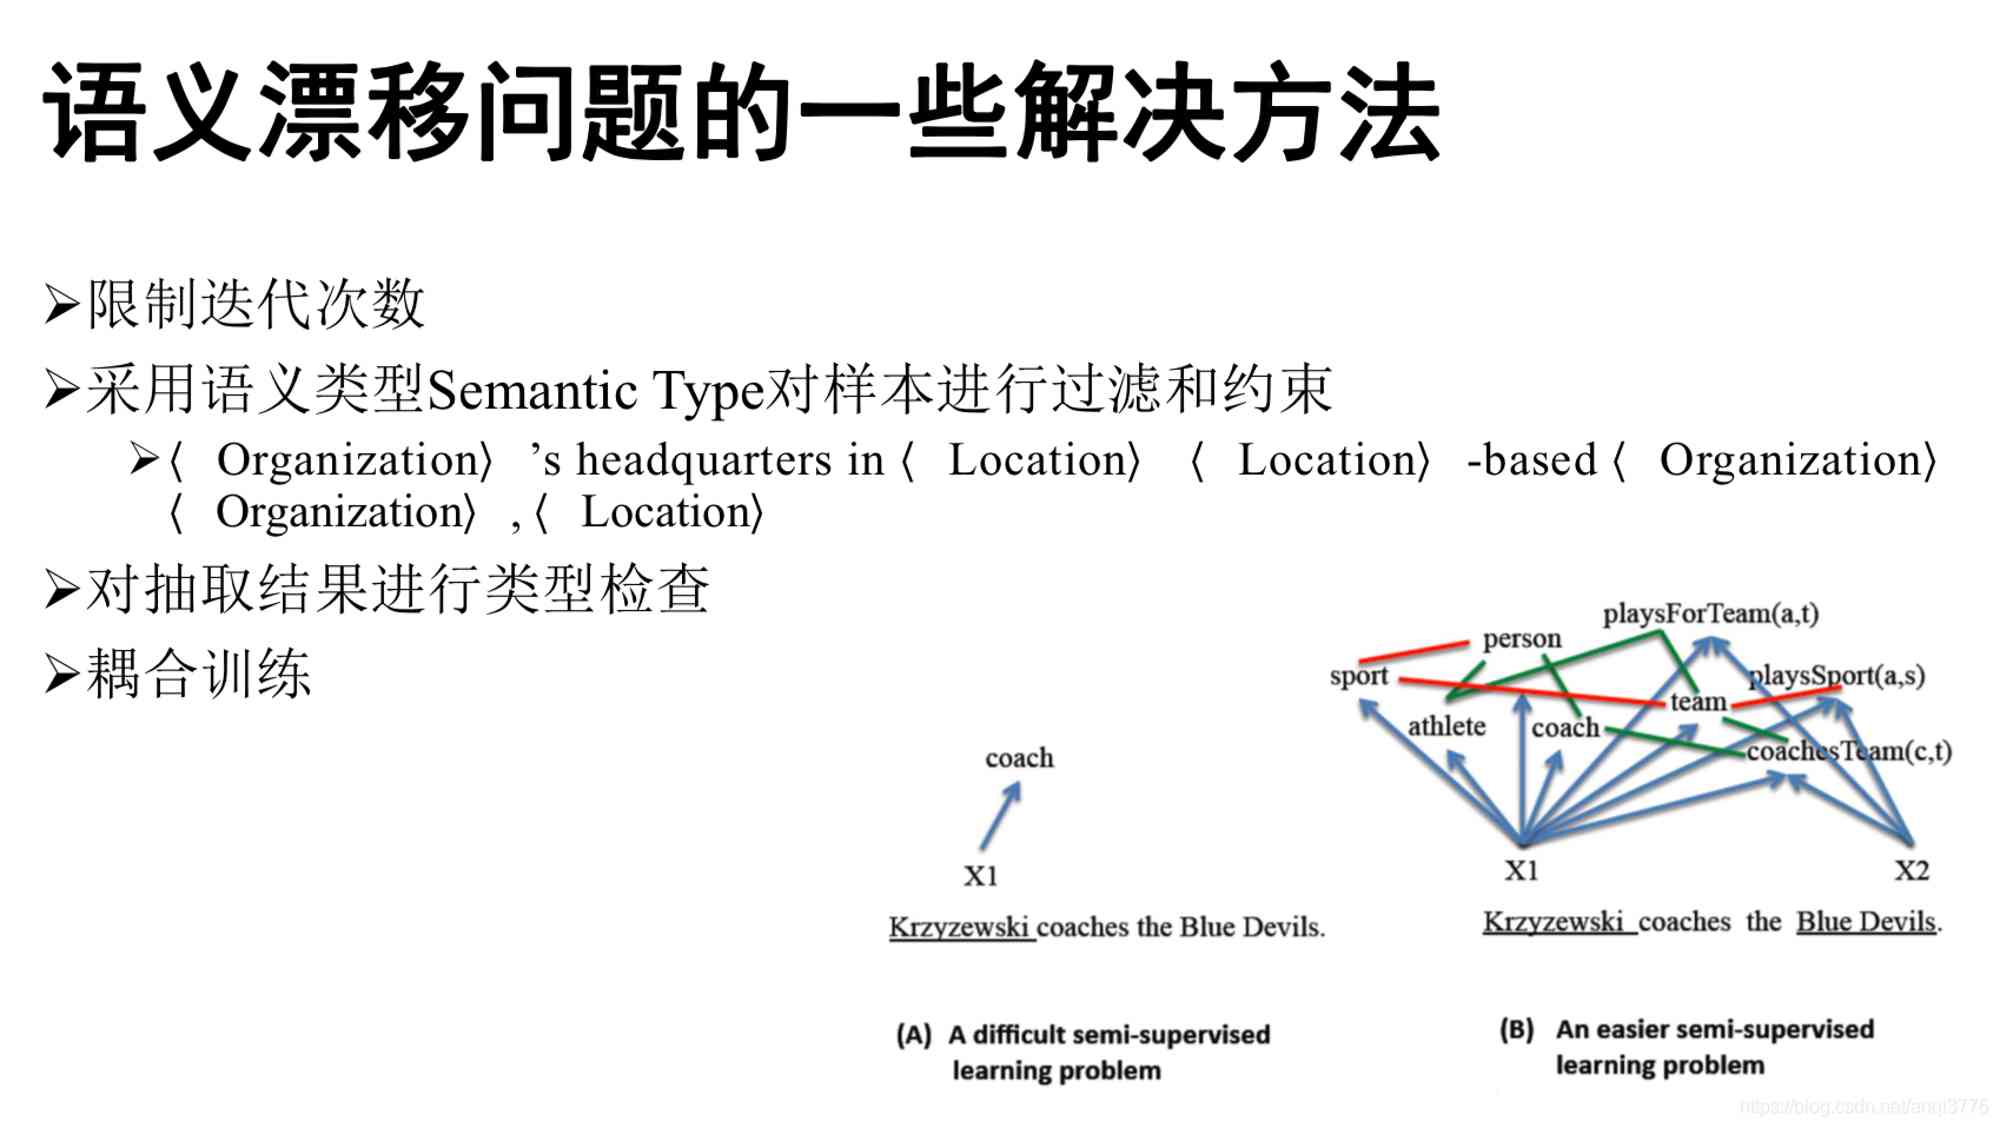 语义漂移问题的一些解决方法
➢限制迭代次数
➢采用语义类型Semantic Type对样本进行过滤和约束
➢〈 Organization〉 ’s headquarters in〈 Location〉 〈 Location〉 -based〈 Organization〉
〈 Organization〉 ,〈 Location〉
➢对抽取结果进行类型检查
➢耦合训练
coach
X1
Krzyzewski coaches the Blue Devils.
(A) A difficult semi-supervised
learning problem
playsForTeam(a,t)
person
sport
playsSport(a,s)
team
athlete
coach
coachesTeam(c,t)
X1
X2
Krzyzewski coaches the Blue Devils.
(B) An easier semi-supervised
learning problem
https://blog.csdn.net/anqi3776